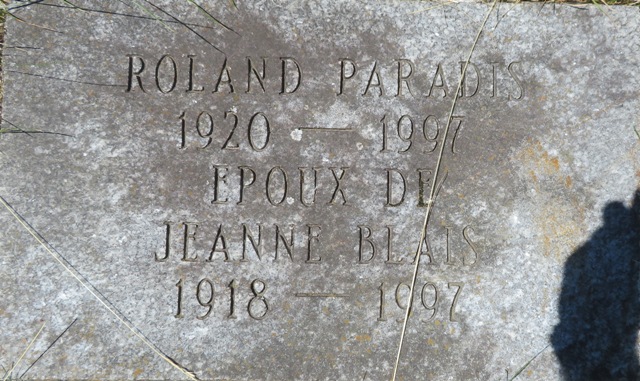 ROLAND PARADIS
1920 — 1997
EPOUX DE
JEANNE BLAIS
1918 — 1997